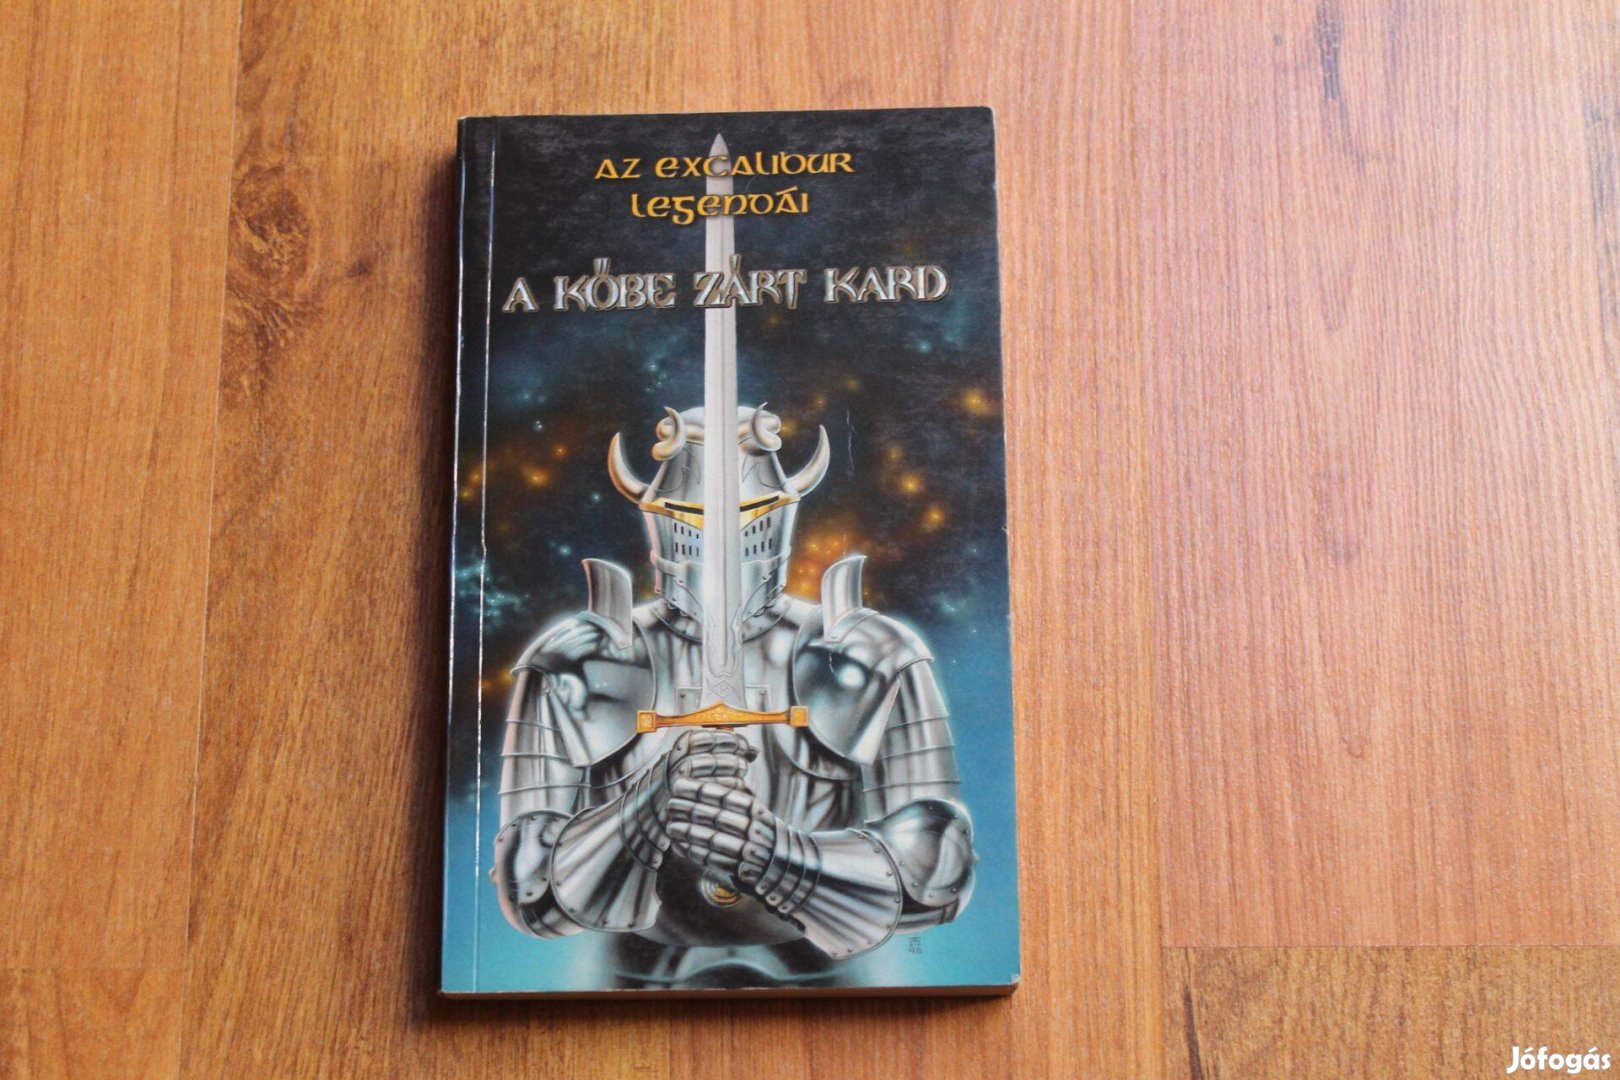 AZ EXCALIBUR
LEGENDÁI
A KŐBE ZÁRT KARD
Jófogás